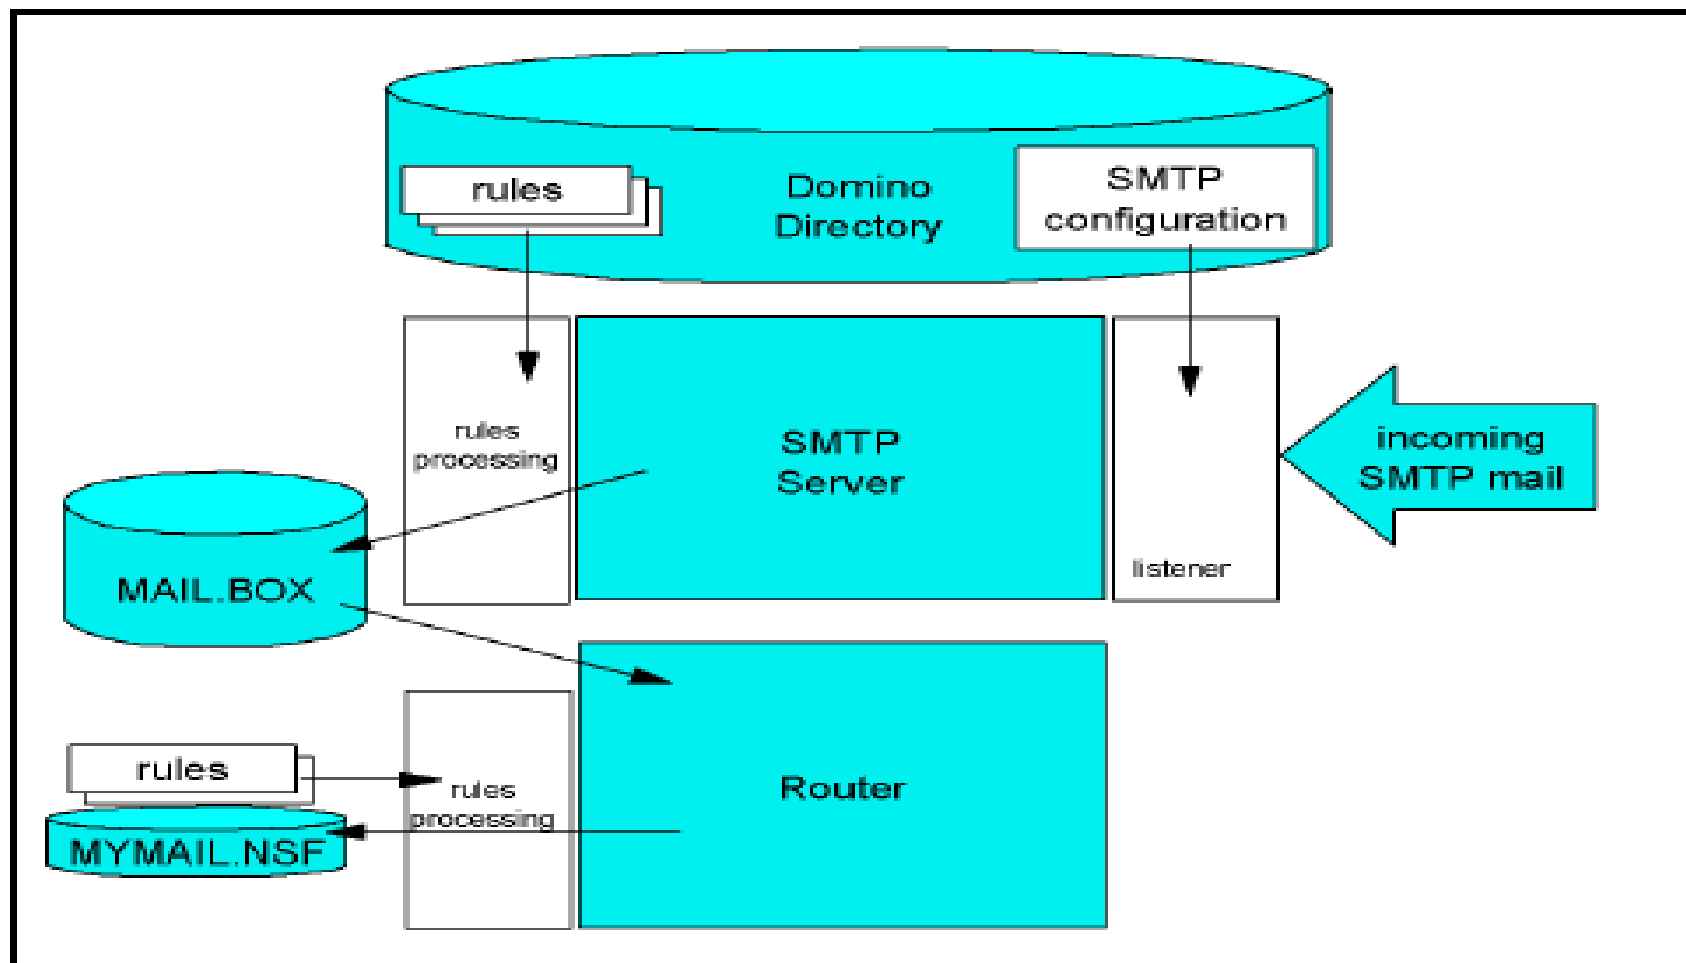 rules
Domino
Directory
SMTP
configuration
rules
processing
SMTP
Server
listener
incoming
SMTP mail
MAIL.BOX
rules
MYMAIL.NSF
rules
processing
Router